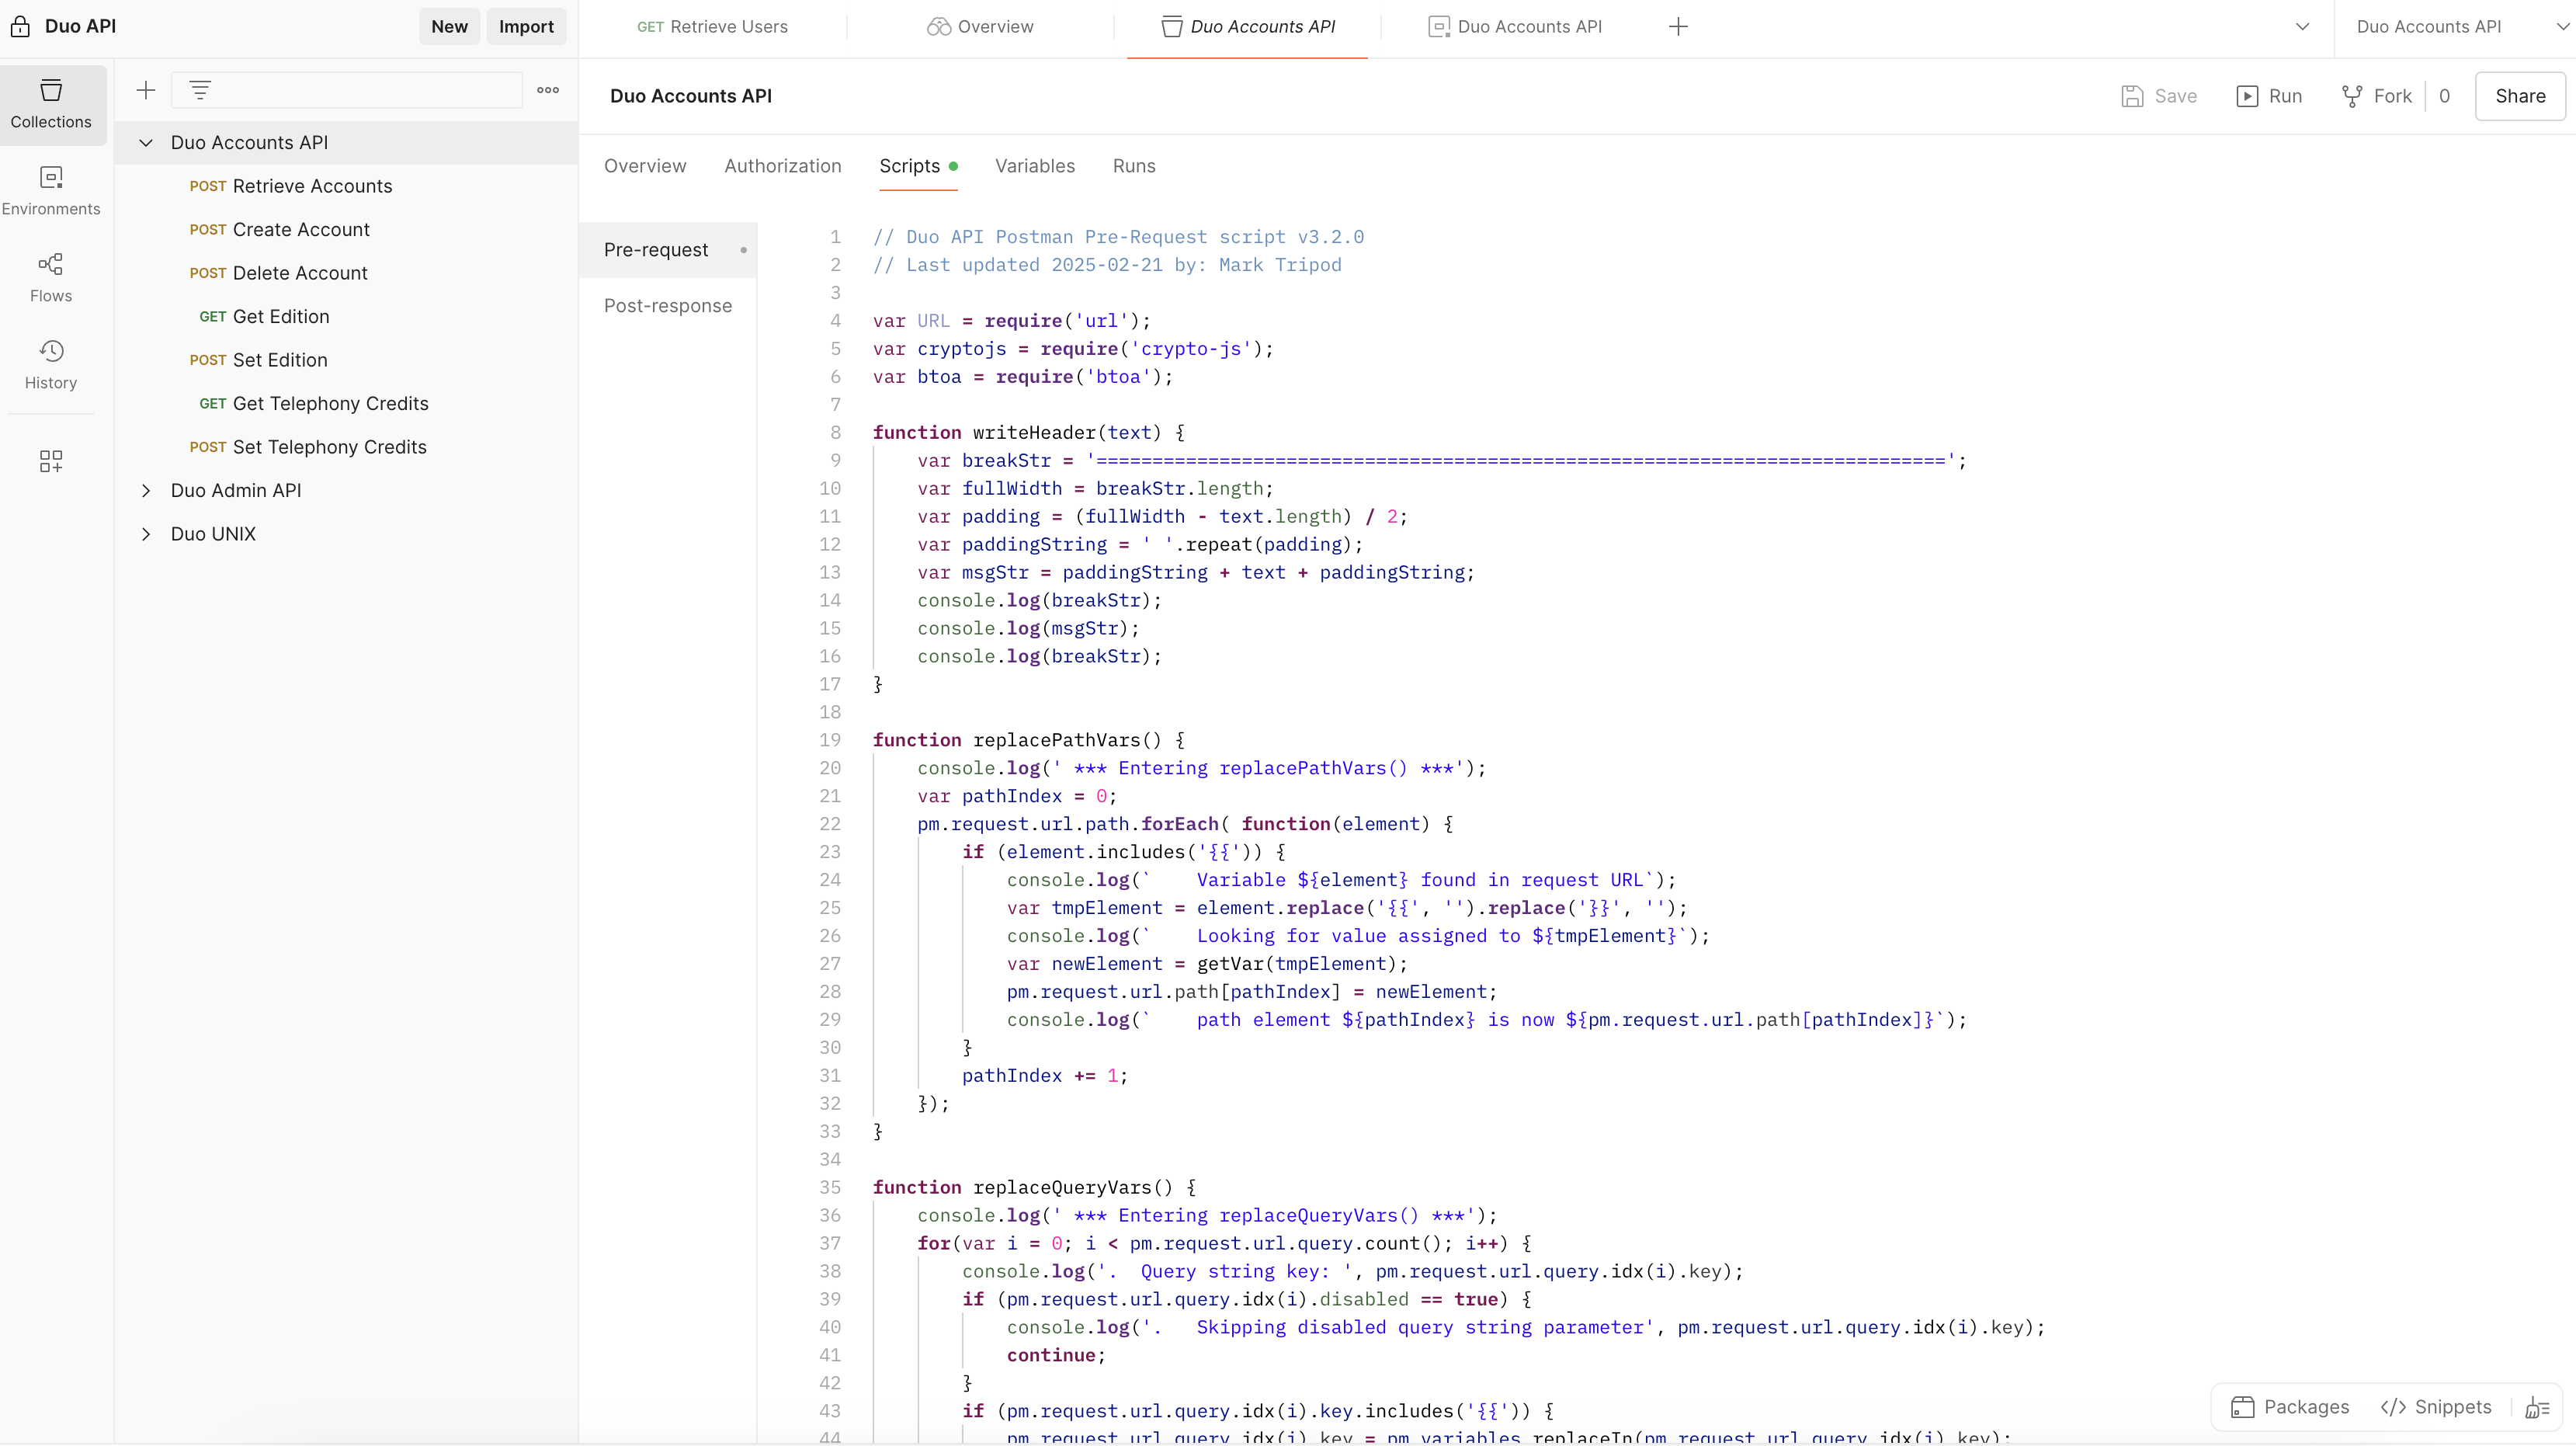 Duo API
New
Import
GET Retrieve Users
Overview
Duo Accounts API
Duo Accounts API
Duo Accounts API
Collections
Environments
Flows
History
Duo Accounts API
POST Retrieve Accounts
POST Create Account
POST Delete Account
GET Get Edition
POST Set Edition
GET Get Telephony Credits
POST Set Telephony Credits
Duo Admin API
Duo UNIX
Duo Accounts API
Save
Run
Fork
0
Share
Overview
Authorization
Scripts
Variables
Runs
Pre-request
Post-response
1 // Duo API Postman Pre-Request script v3.2.0
2 // Last updated 2025-02-21 by: Mark Tripod
3
4 var URL = require('url');
5 var cryptojs = require('crypto-js');
6 var btoa = require('btoa');
7
8 function writeHeader(text) {
9     var breakStr = '============================================================================';
10     var fullWidth = breakStr.length;
11     var padding = (fullWidth - text.length) / 2;
12     var paddingString = ' '.repeat(padding);
13     var msgStr = paddingString + text + paddingString;
14     console.log(breakStr);
15     console.log(msgStr);
16     console.log(breakStr);
17 }
18
19 function replacePathVars() {
20     console.log(' *** Entering replacePathVars() ***');
21     var pathIndex = 0;
22     pm.request.url.path.forEach( function(element) {
23         if (element.includes('{{')) {
24             console.log(`    Variable ${element} found in request URL`);
25             var tmpElement = element.replace('{{', '').replace('}}', '');
26             console.log(`    Looking for value assigned to ${tmpElement}`);
27             var newElement = getVar(tmpElement);
28             pm.request.url.path[pathIndex] = newElement;
29             console.log(`    path element ${pathIndex} is now ${pm.request.url.path[pathIndex]}`);
30         }
31         pathIndex += 1;
32     });
33 }
34
35 function replaceQueryVars() {
36     console.log(' *** Entering replaceQueryVars() ***');
37     for(var i = 0; i < pm.request.url.query.count(); i++) {
38         console.log('.  Query string key: ', pm.request.url.query.idx(i).key);
39         if (pm.request.url.query.idx(i).disabled == true) {
40             console.log('.   Skipping disabled query string parameter', pm.request.url.query.idx(i).key);
41             continue;
42         }
43         if (pm.request.url.query.idx(i).key.includes('{{')) {
44             pm.request.url.query.idx(i).key = pm.variables.replaceIn(pm.request.url.query.idx(i).key);
Packages
</> Snippets